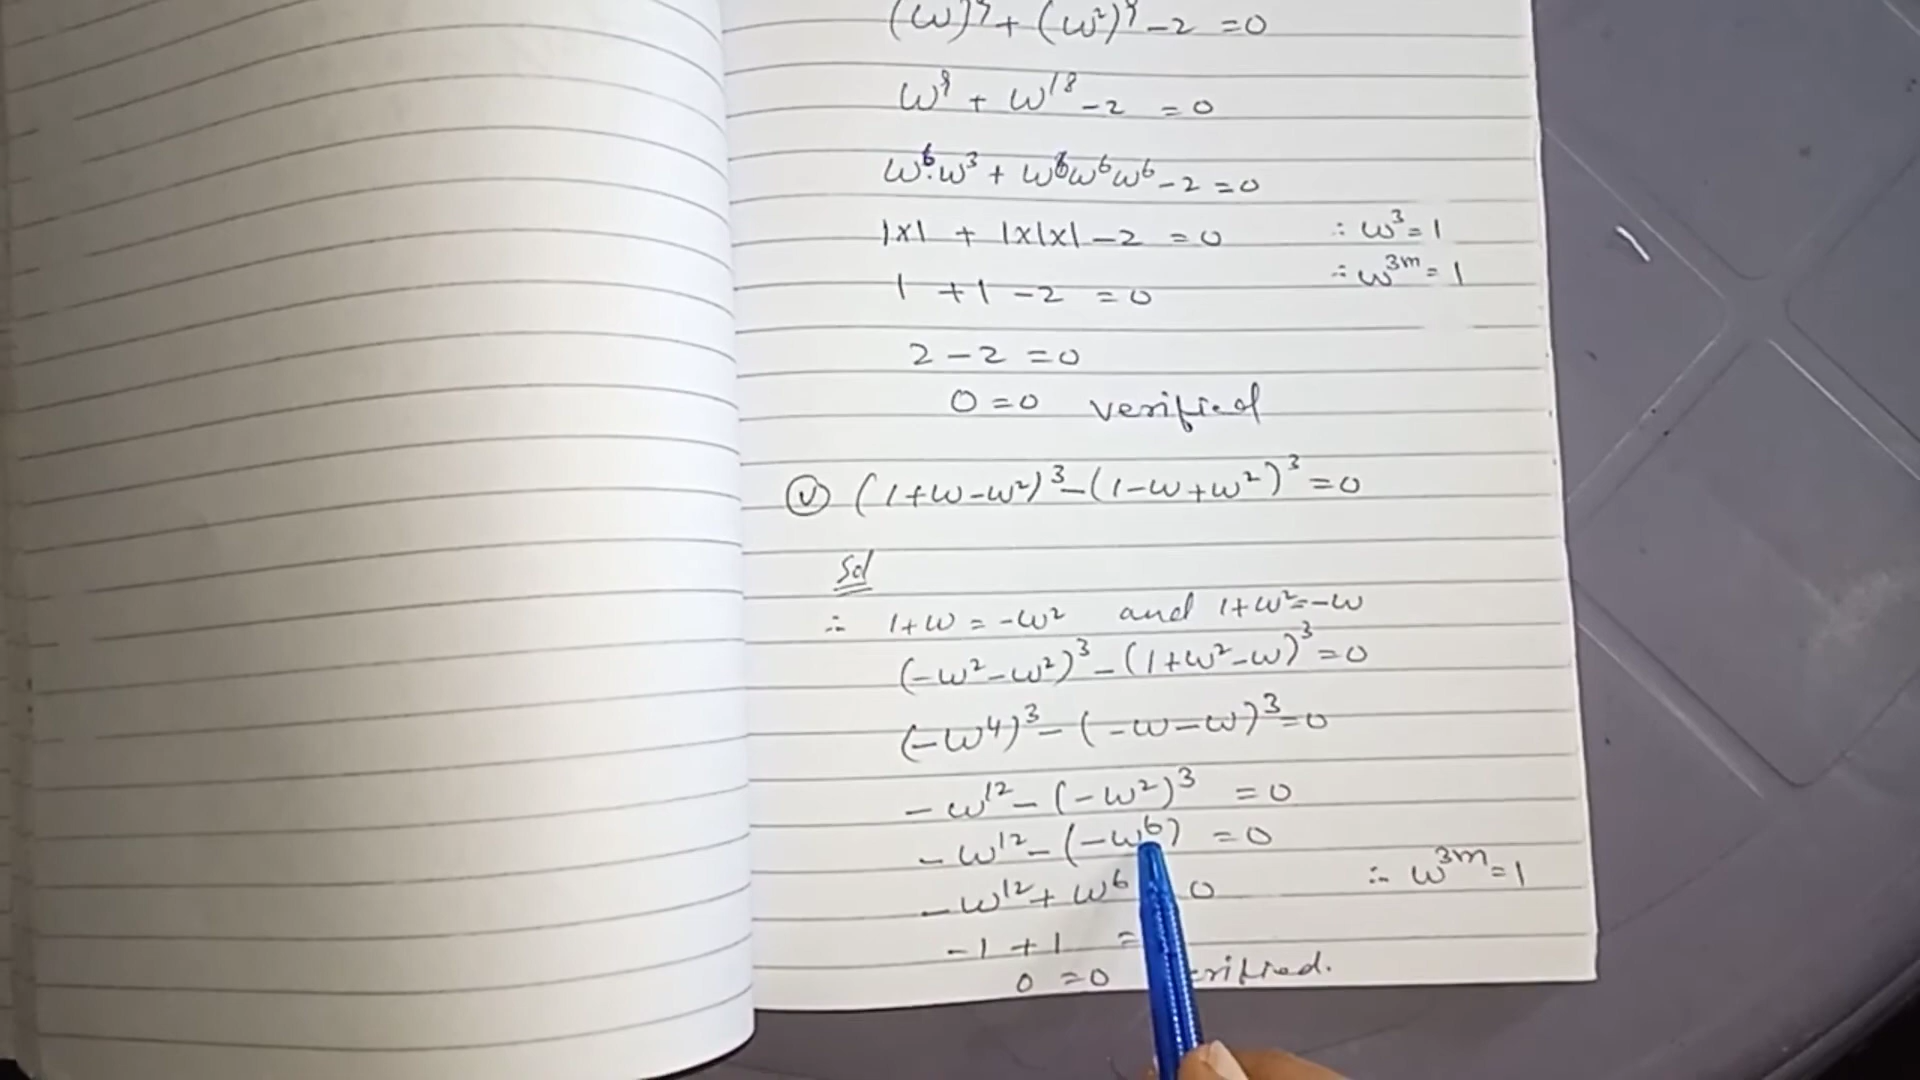 (ω)⁹ + (ω²)⁹ - 2 = 0
ω⁹ + ω¹⁸ - 2 = 0
ω⁶·ω³ + ω⁶ω⁶ω⁶ - 2 = 0
1×1 + 1×1×1 - 2 = 0 ∴ ω³ = 1
1 + 1 - 2 = 0 ∴ ω³ᵐ = 1
2 - 2 = 0
0 = 0 verified
(v) (1+ω-ω²)³ - (1-ω+ω²)³ = 0
Sol
∴ 1+ω = -ω² and 1+ω² = -ω
(-ω²-ω²)³ - (1+ω²-ω)³ = 0
(-ω⁴)³ - (-ω-ω)³ = 0
-ω¹² - (-ω²)³ = 0
-ω¹² - (-ω⁶) = 0
-ω¹² + ω⁶ 0 ∴ ω³ᵐ = 1
-1 + 1 =
0 = 0